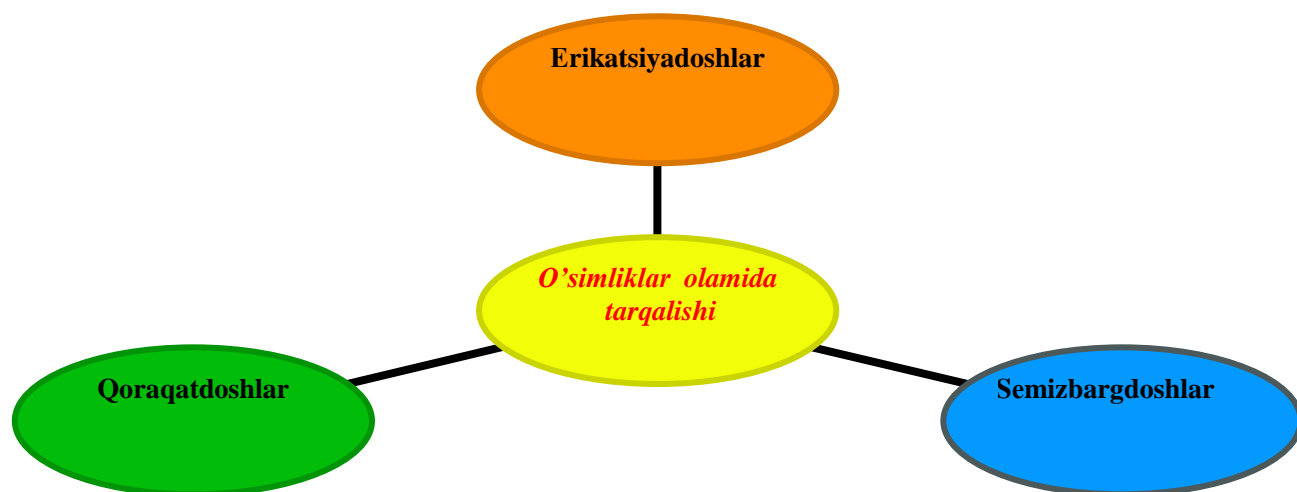 Erikatsiyadoshlar
O’simliklar olamida
tarqalishi
Qoraqatdoshlar
Semizbargdoshlar